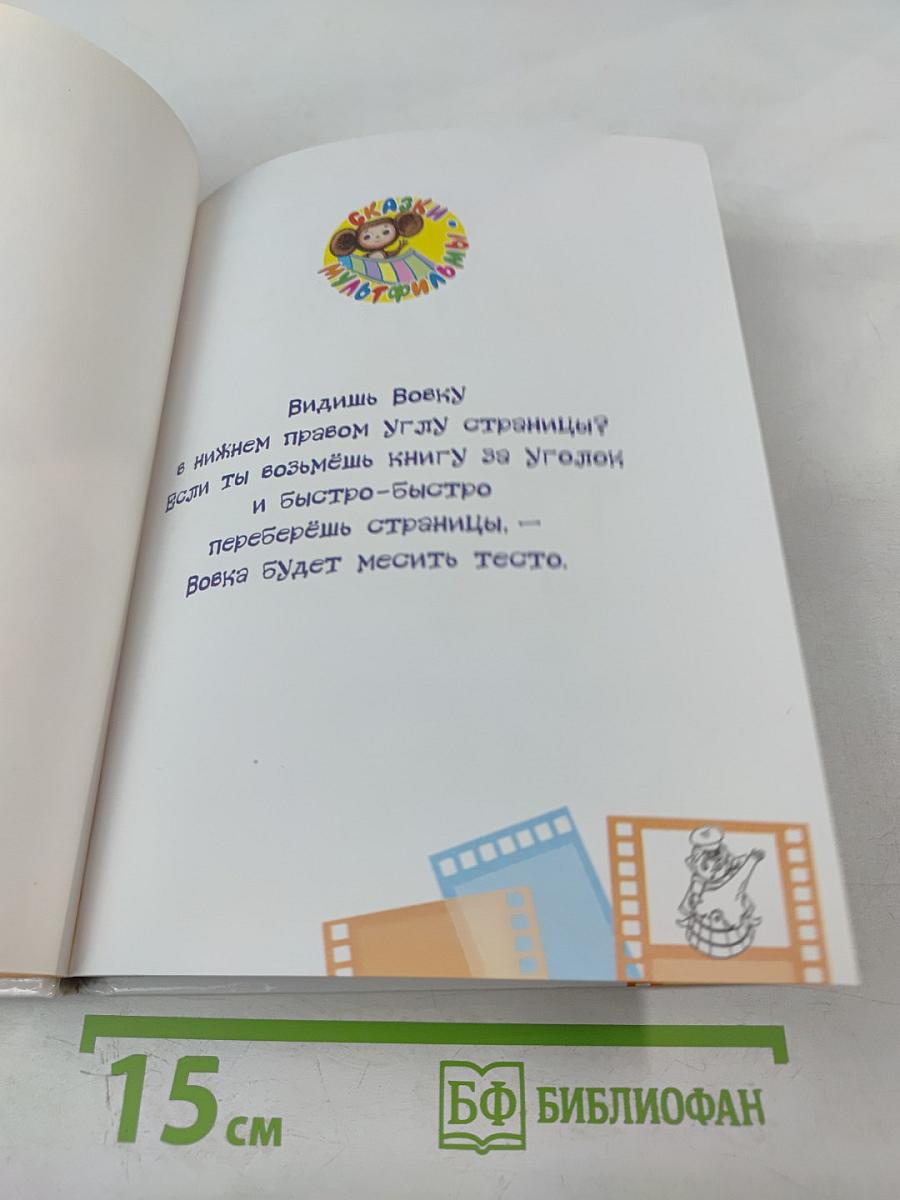 СКАЗКИ •
МУЛЬТФИЛЬМЫ
Видишь Вовку
в нижнем правом углу страницы?
Если ты возьмёшь книгу за уголок
и быстро-быстро
переберёшь страницы, —
Вовка будет месить тесто.
15 см
БФ БИБЛИОФАН